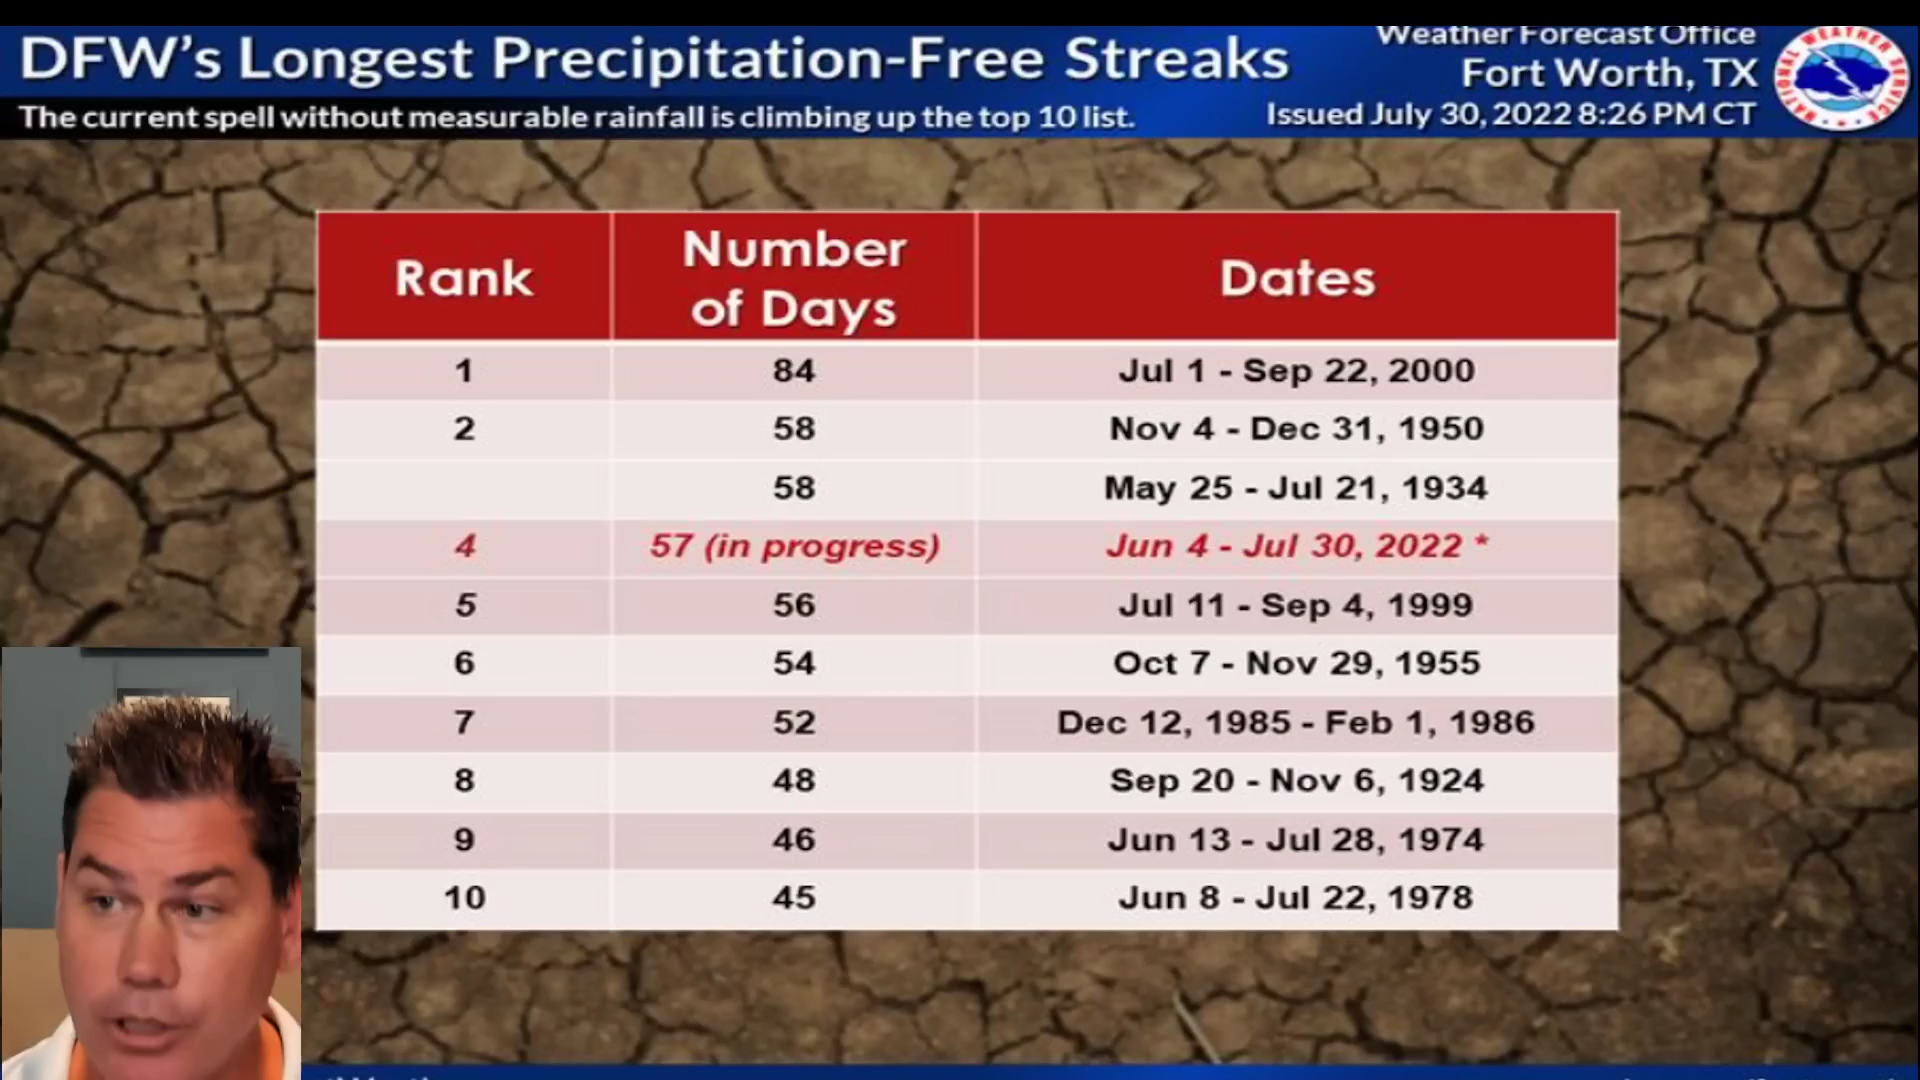 DFW's Longest Precipitation-Free Streaks
The current spell without measurable rainfall is climbing up the top 10 list.
Weather Forecast Office
Fort Worth, TX
Issued July 30, 2022 8:26 PM CT
NATIONAL WEATHER SERVICE
Rank Number of Days Dates
1 84 Jul 1 - Sep 22, 2000
2 58 Nov 4 - Dec 31, 1950
58 May 25 - Jul 21, 1934
4 57 (in progress) Jun 4 - Jul 30, 2022 *
5 56 Jul 11 - Sep 4, 1999
6 54 Oct 7 - Nov 29, 1955
7 52 Dec 12, 1985 - Feb 1, 1986
8 48 Sep 20 - Nov 6, 1924
9 46 Jun 13 - Jul 28, 1974
10 45 Jun 8 - Jul 22, 1978